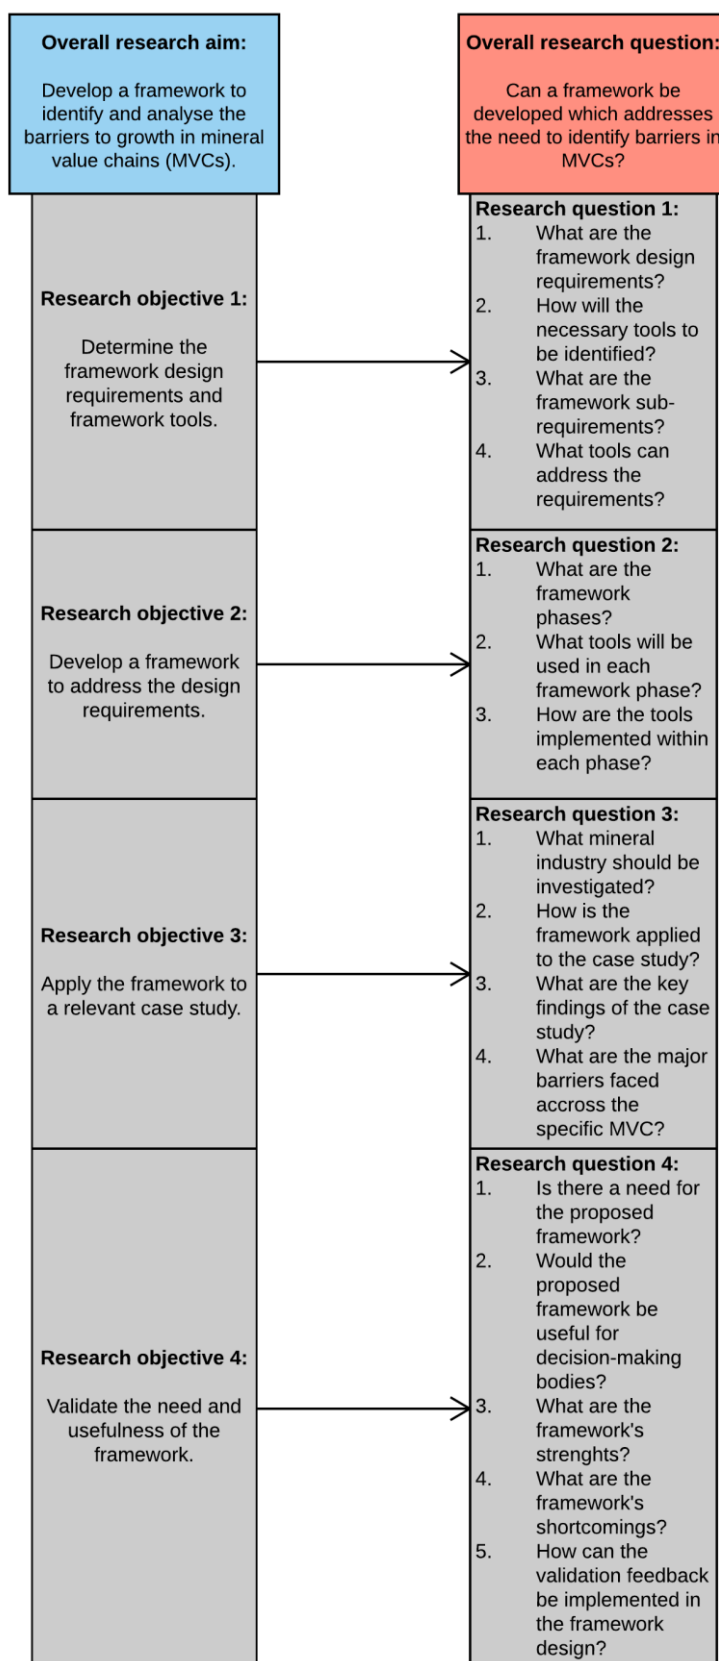 Overall research aim:
Develop a framework to
identify and analyse the
barriers to growth in mineral
value chains (MVCs).
Overall research question:
Can a framework be
developed which addresses
the need to identify barriers in
MVCs?
Research objective 1:
Determine the
framework design
requirements and
framework tools.
Research question 1:
1. What are the
framework design
requirements?
2. How will the
necessary tools to
be identified?
3. What are the
framework sub-
requirements?
4. What tools can
address the
requirements?
Research objective 2:
Develop a framework
to address the design
requirements.
Research question 2:
1. What are the
framework
phases?
2. What tools will be
used in each
framework phase?
3. How are the tools
implemented within
each phase?
Research objective 3:
Apply the framework to
a relevant case study.
Research question 3:
1. What mineral
industry should be
investigated?
2. How is the
framework applied
to the case study?
3. What are the key
findings of the case
study?
4. What are the major
barriers faced
accross the
specific MVC?
Research objective 4:
Validate the need and
usefulness of the
framework.
Research question 4:
1. Is there a need for
the proposed
framework?
2. Would the
proposed
framework be
useful for
decision-making
bodies?
3. What are the
framework's
strenghts?
4. What are the
framework's
shortcomings?
5. How can the
validation feedback
be implemented in
the framework
design?